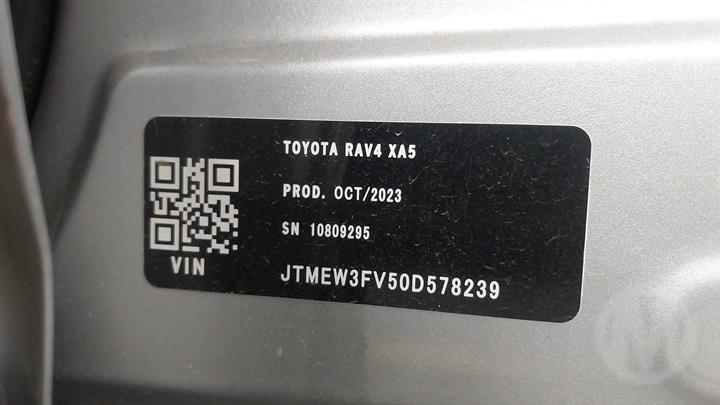 TOYOTA RAV4 XA5
PROD. OCT/2023
SN 10809295
VIN
JTMEW3FV50D578239